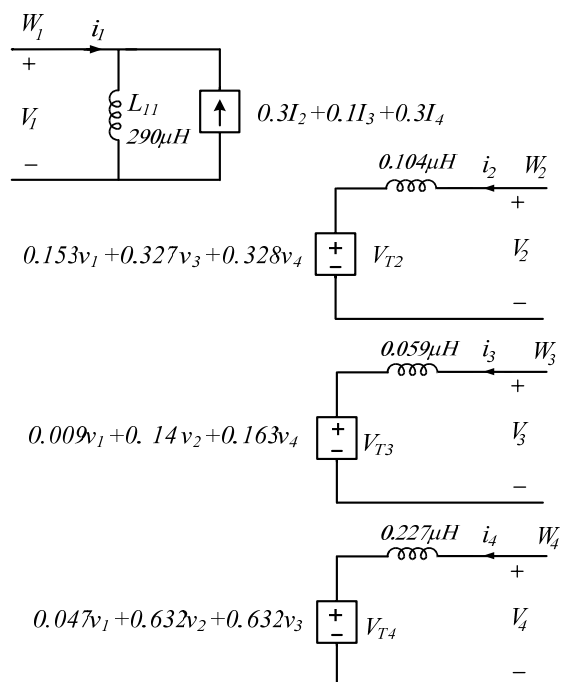 W1 i1
+
V1
−
L11
290μH
0.3I2+0.1I3+0.3I4
0.104μH i2 W2
+
0.153v1+0.327v3+0.328v4
+
−
VT2
V2
−
0.059μH i3 W3
+
0.009v1+0. 14v2+0.163v4
+
−
VT3
V3
−
0.227μH i4 W4
+
0.047v1+0.632v2+0.632v3
+
−
VT4
V4
−